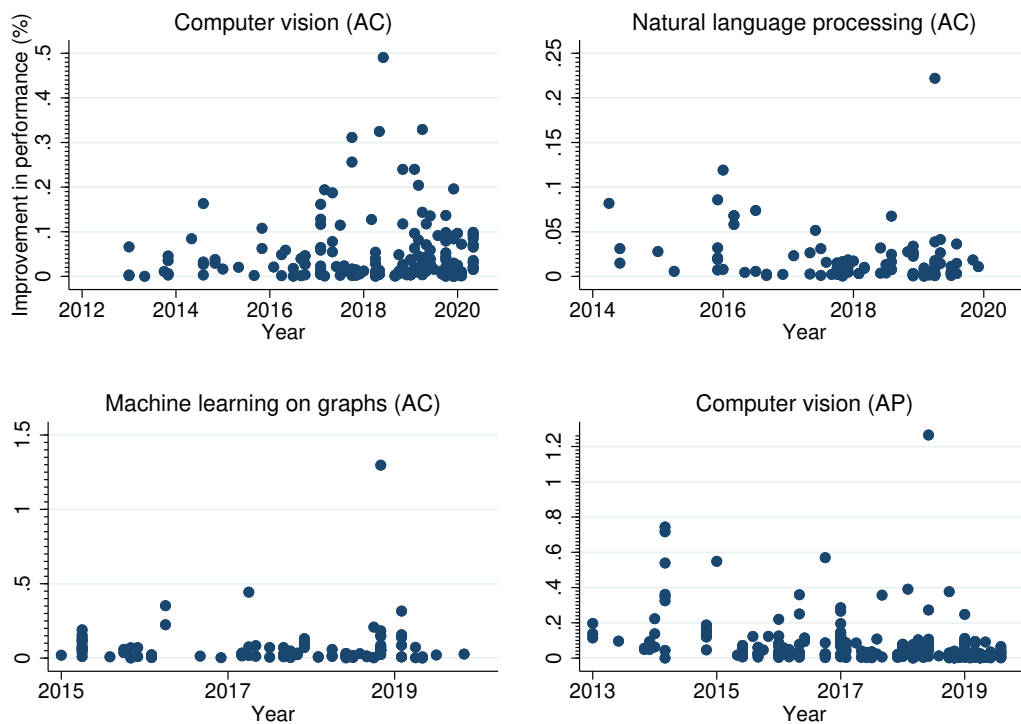 Computer vision (AC)
Improvement in performance (%)
.5
.4
.3
.2
.1
0
2012 2014 2016 2018 2020
Year
Natural language processing (AC)
.25
.2
.15
.1
.05
0
2014 2016 2018 2020
Year
Machine learning on graphs (AC)
1.5
1
.5
0
2015 2017 2019
Year
Computer vision (AP)
1.2
1
.8
.6
.4
.2
0
2013 2015 2017 2019
Year